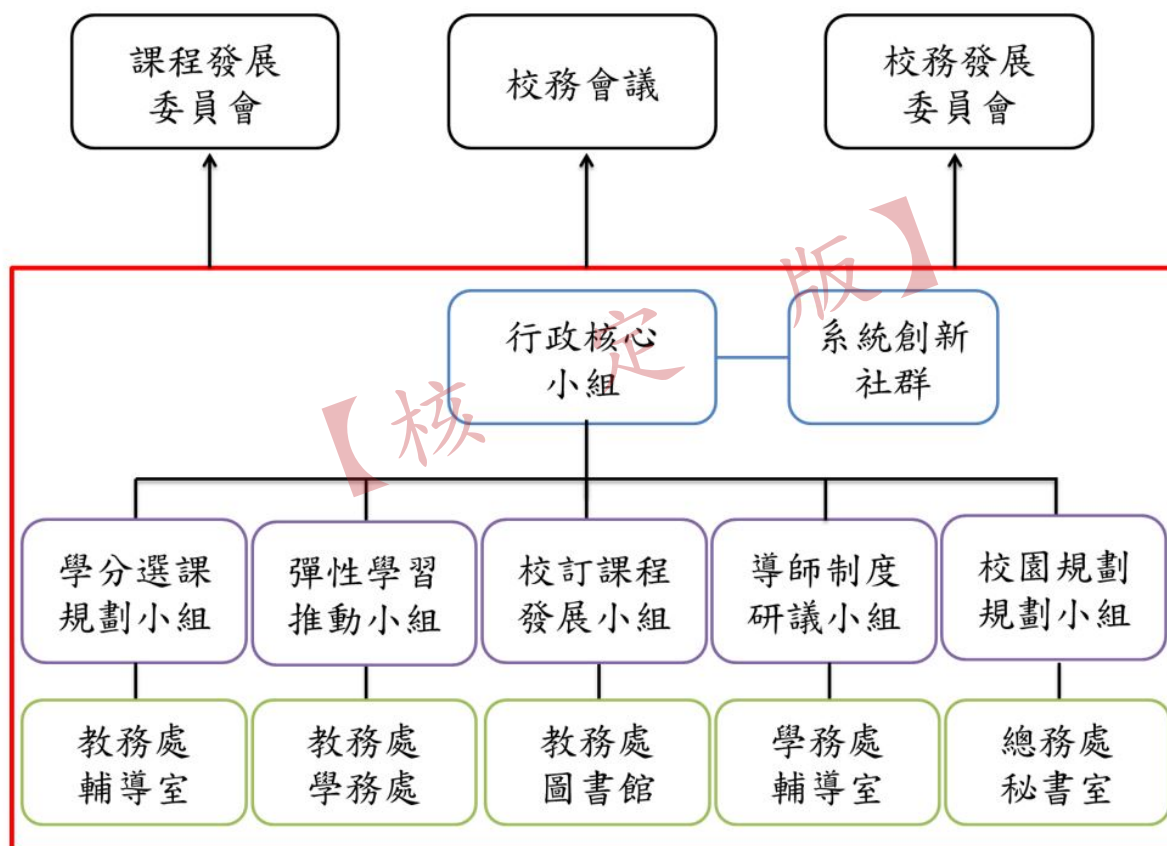 課程發展
委員會
校務會議
校務發展
委員會
行政核心
小組
系統創新
社群
【核定版】
學分選課
規劃小組
彈性學習
推動小組
校訂課程
發展小組
導師制度
研議小組
校園規劃
規劃小組
教務處
輔導室
教務處
學務處
教務處
圖書館
學務處
輔導室
總務處
秘書室